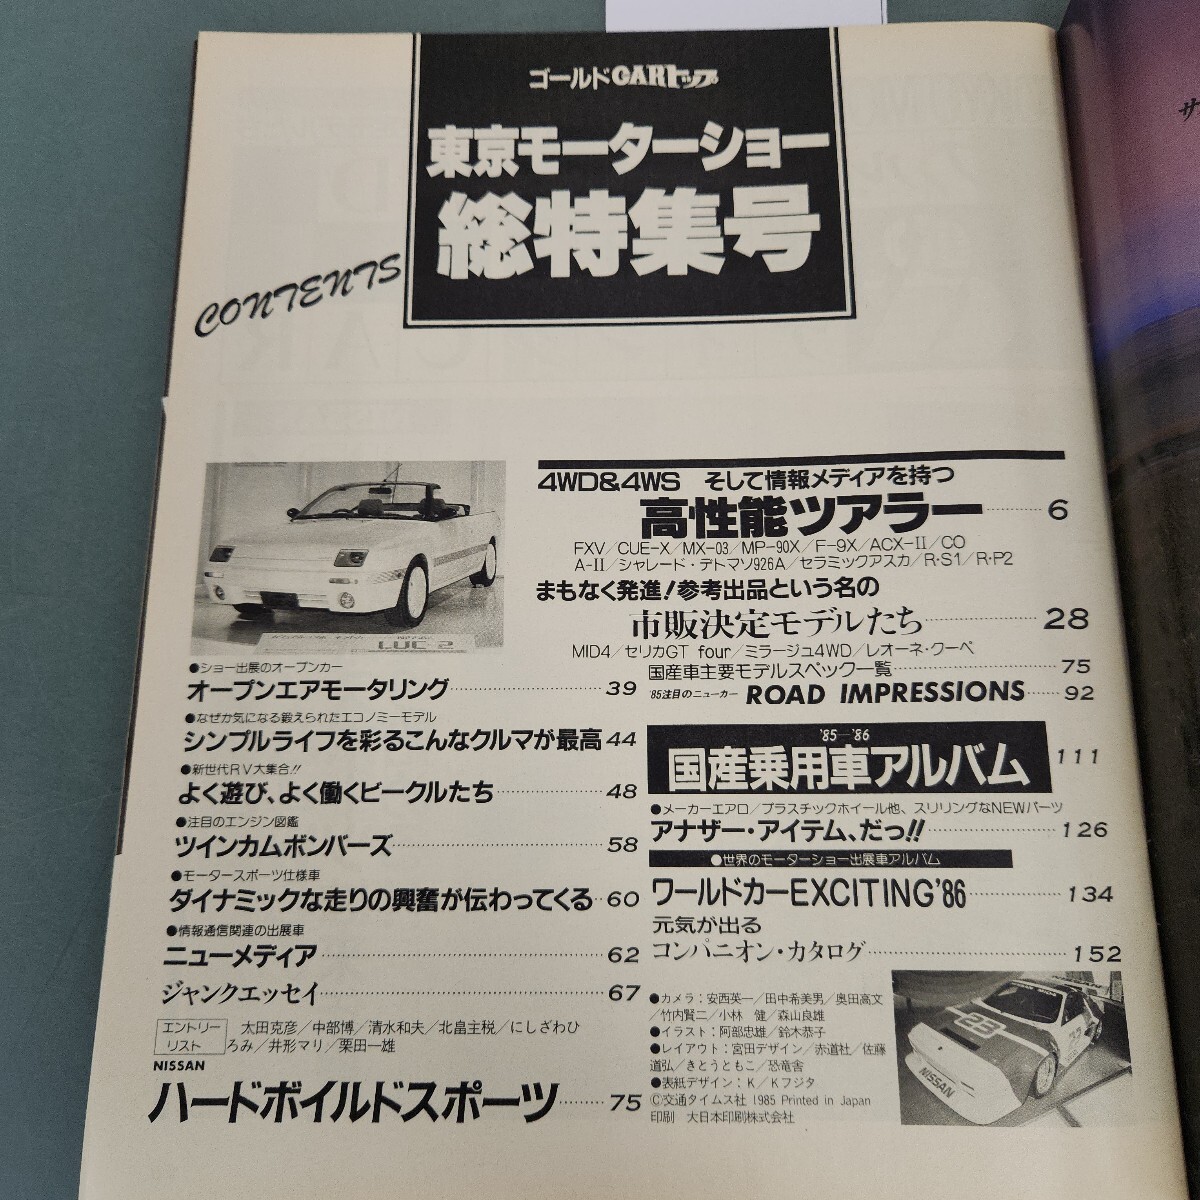 ゴールドCARトップ
東京モーターショー
総特集号
CONTENTS
LUC-2
●ショー出展のオープンカー
オープンエアモータリング 39
●なぜか気になる鍛えられたエコノミーモデル
シンプルライフを彩るこんなクルマが最高 44
●新世代RV大集合!!
よく遊び、よく働くビークルたち 48
●注目のエンジン図鑑
ツインカムボンバーズ 58
●モータースポーツ仕様車
ダイナミックな走りの興奮が伝わってくる 60
●情報通信関連の出展車
ニューメディア 62
ジャンクエッセイ 67
エントリーリスト 太田克彦/中部博/清水和夫/北畠主税/にしざわひ
ろみ/井形マリ/栗田一雄
NISSAN
ハードボイルドスポーツ 75
4WD&4WS そして情報メディアを持つ
高性能ツアラー 6
FXV/CUE-X/MX-03/MP-90X/F-9X/ACX-II/CO
A-II/シャレード・デトマソ926A/セラミックアスカ/R・S1/R・P2
まもなく発進!参考出品という名の
市販決定モデルたち 28
MID4/セリカGT four/ミラージュ4WD/レオーネ・クーペ
国産車主要モデルスペック一覧 75
'85注目のニューカー ROAD IMPRESSIONS 92
'85-'86
国産乗用車アルバム 111
●メーカーエアロ/プラスチックホイール他、スリリングなNEWパーツ
アナザー・アイテム、だっ!! 126
●世界のモーターショー出展車アルバム
ワールドカーEXCITING'86 134
元気が出る
コンパニオン・カタログ 152
●カメラ:安西英一/田中希美男/奥田高文
/竹内賢二/小林 健/森山良雄
●イラスト:阿部忠雄/鈴木恭子
●レイアウト:宮田デザイン/赤道社/佐藤
道弘/きとうともこ/恐竜舎
●表紙デザイン:K/Kフジタ
©交通タイムス社 1985 Printed in Japan
印刷 大日本印刷株式会社
23
NISSAN
サ